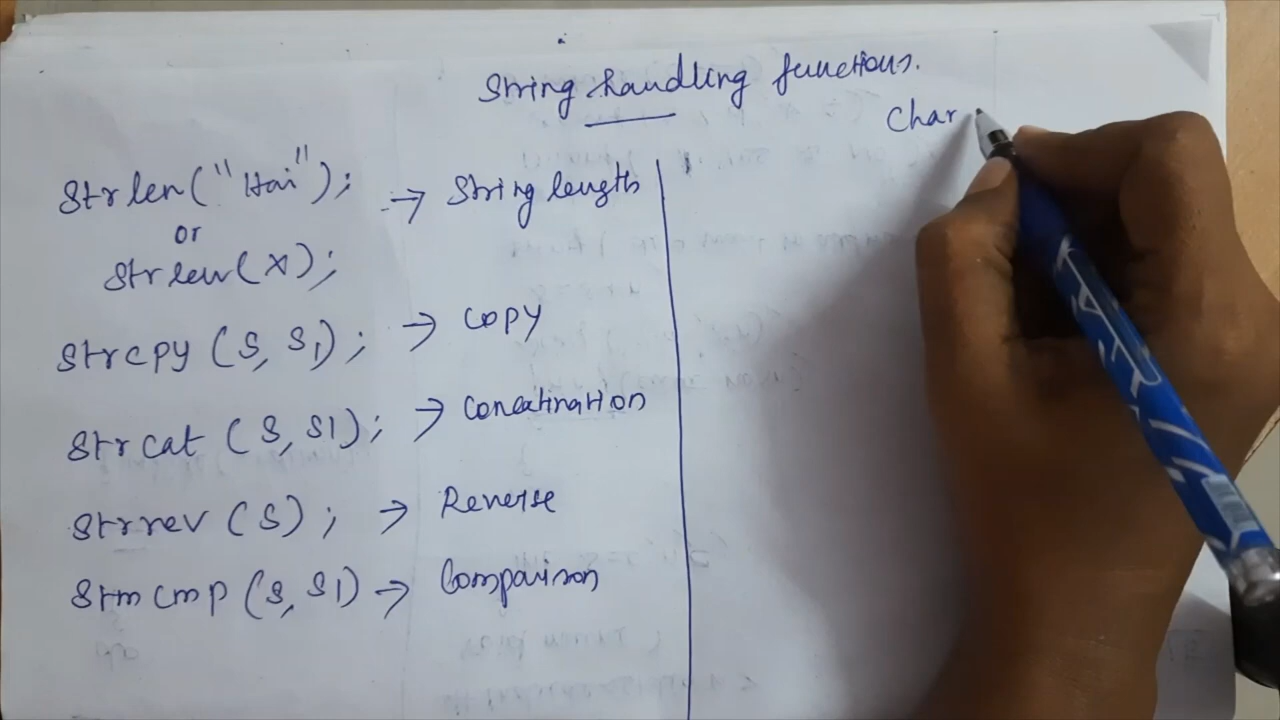 String handling functions.
Char
Strlen("Hai"); → String length
or
Strlen(x);
Strcpy (S, S1); → Copy
Strcat (S, S1); → Concatination
Strrev (S); → Reverse
Strncmp (S, S1) → Comparison